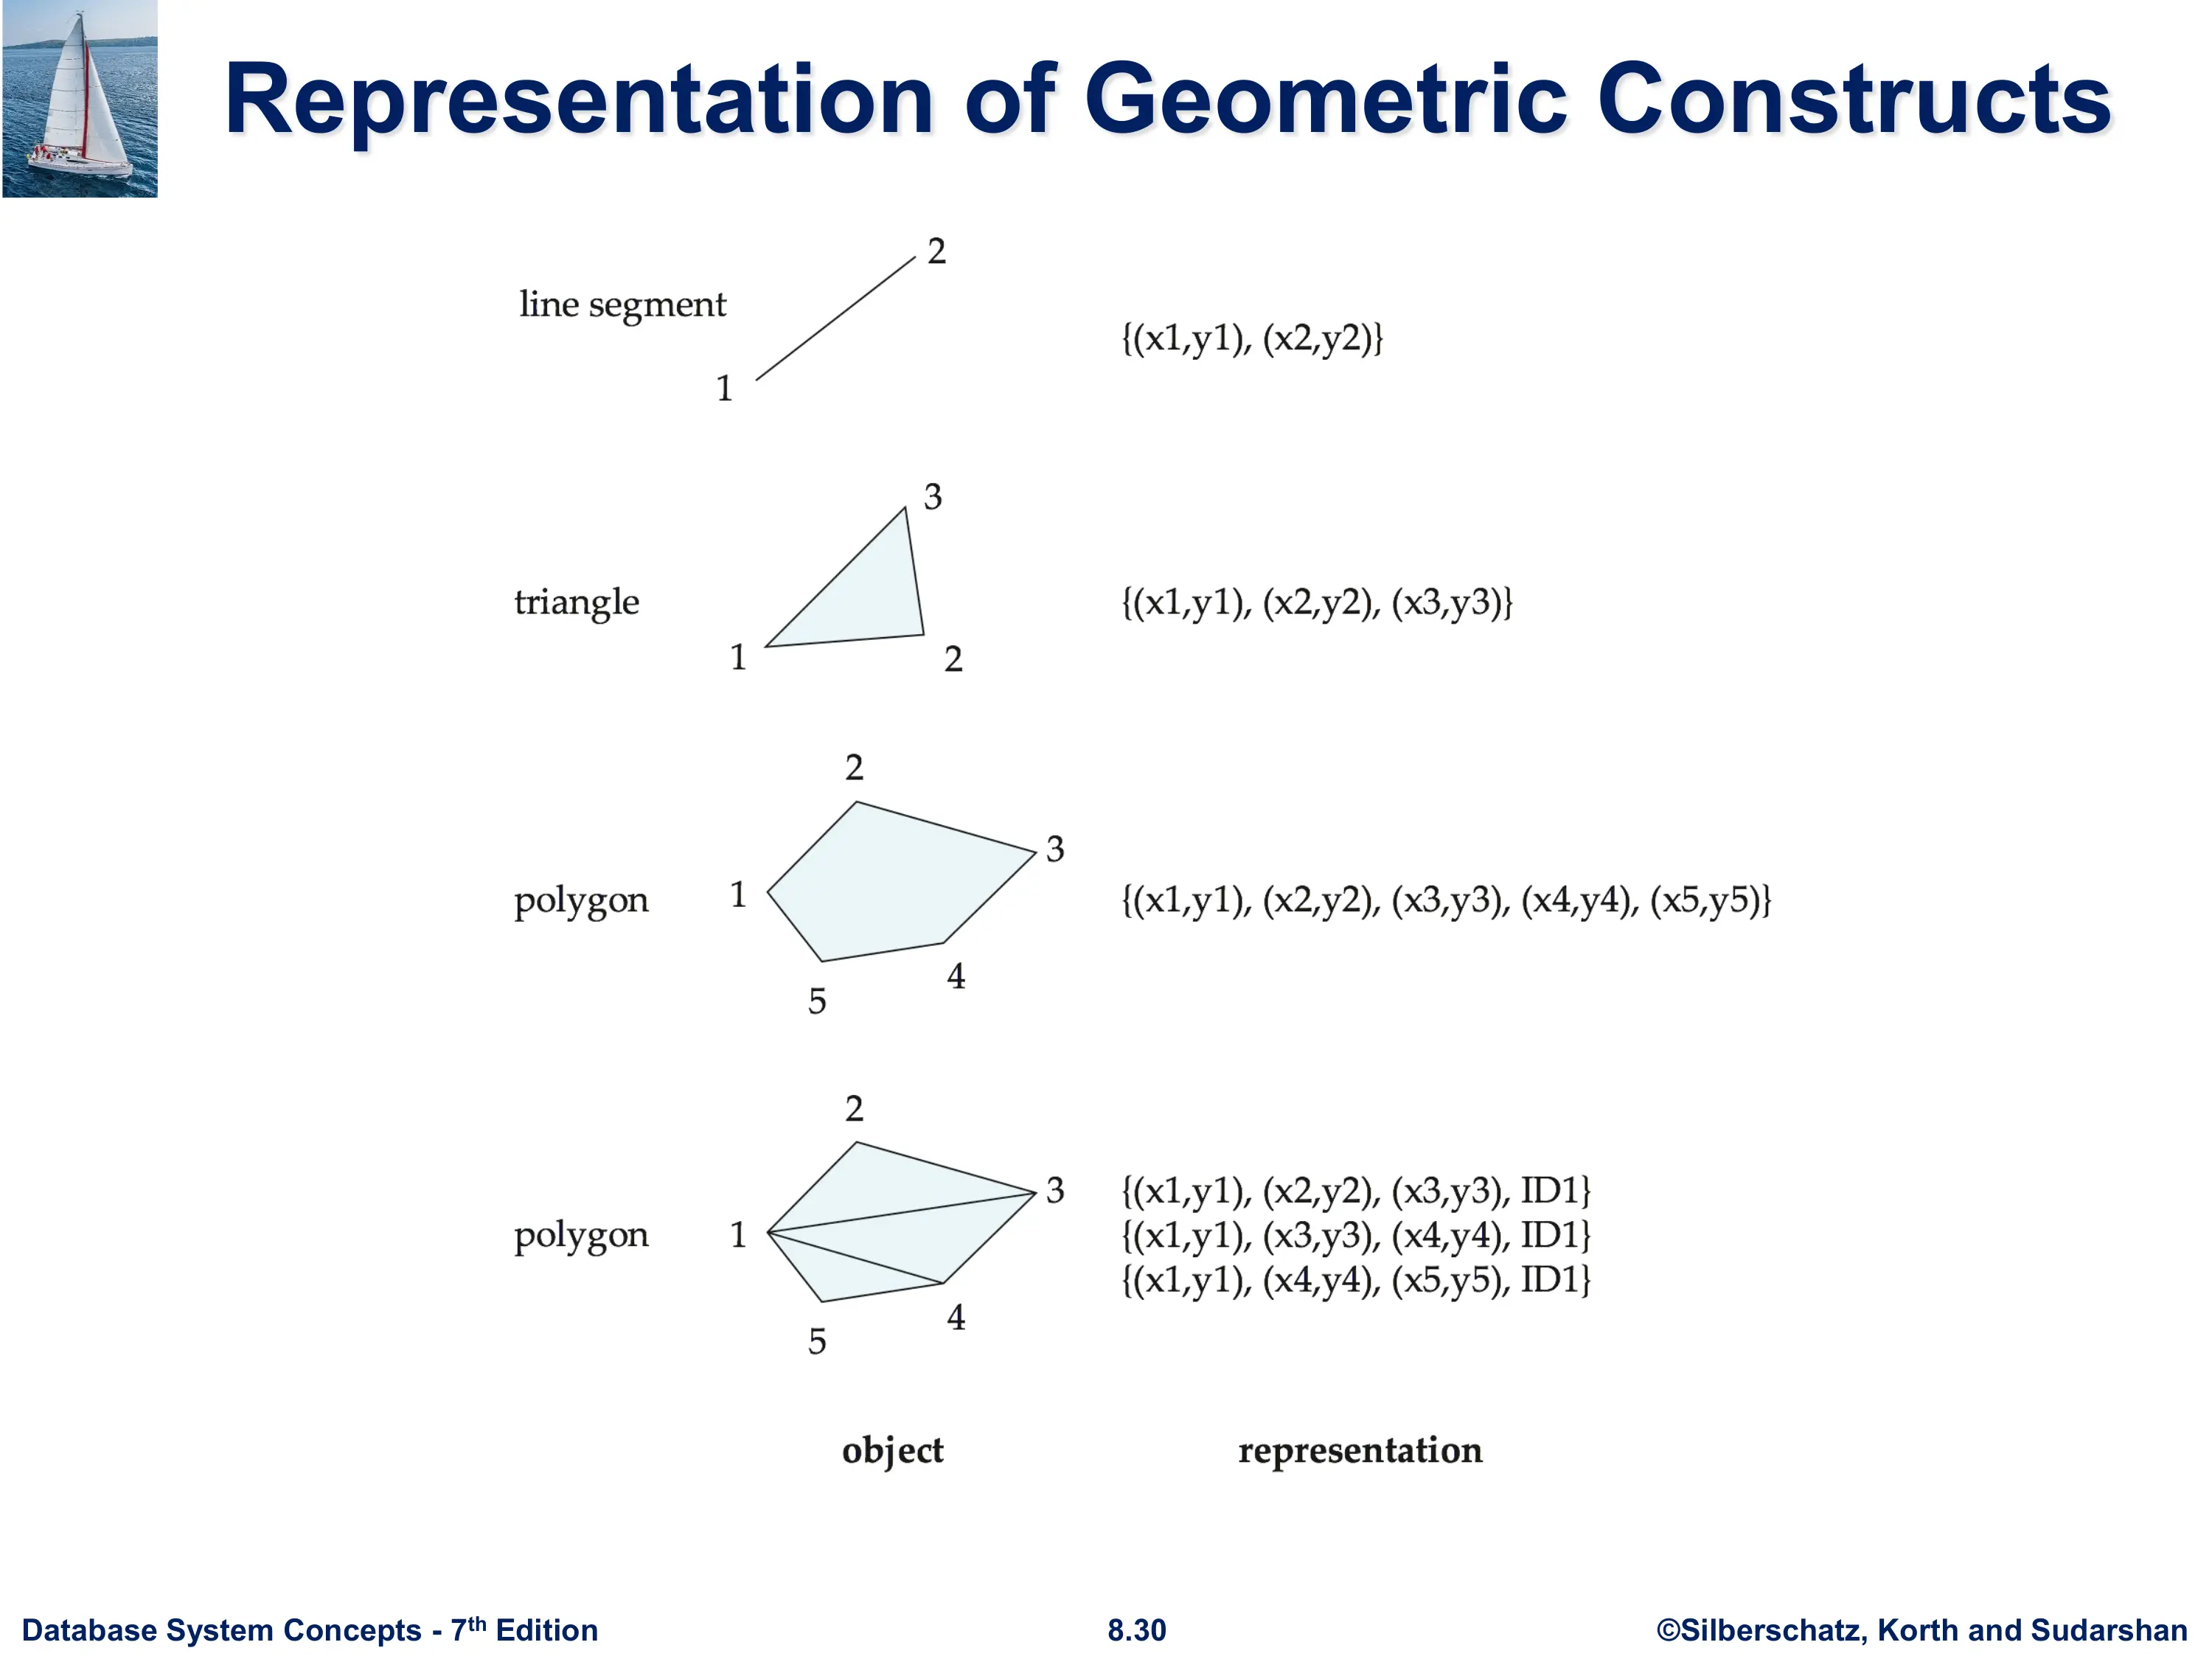 Representation of Geometric Constructs
2
line segment
{(x1,y1), (x2,y2)}
1
3
triangle
{(x1,y1), (x2,y2), (x3,y3)}
1
2
2
3
polygon
1
{(x1,y1), (x2,y2), (x3,y3), (x4,y4), (x5,y5)}
4
5
2
3
{(x1,y1), (x2,y2), (x3,y3), ID1}
polygon
1
{(x1,y1), (x3,y3), (x4,y4), ID1}
{(x1,y1), (x4,y4), (x5,y5), ID1}
4
5
object
representation
Database System Concepts - 7th Edition
8.30
©Silberschatz, Korth and Sudarshan